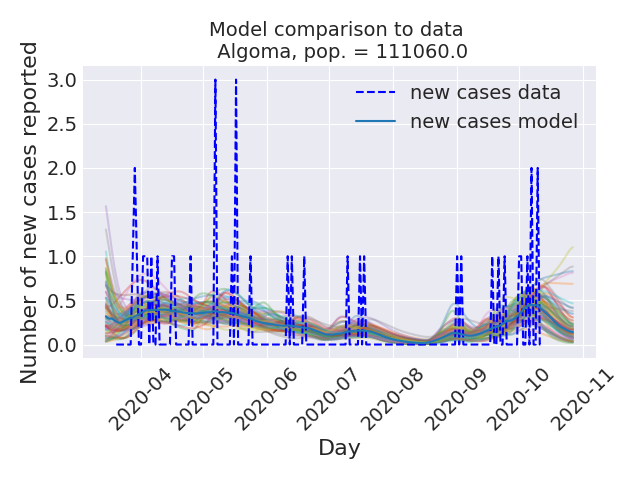 Model comparison to data
Algoma, pop. = 111060.0
Number of new cases reported
3.0
2.5
2.0
1.5
1.0
0.5
0.0
new cases data
new cases model
2020-04
2020-05
2020-06
2020-07
2020-08
2020-09
2020-10
2020-11
Day